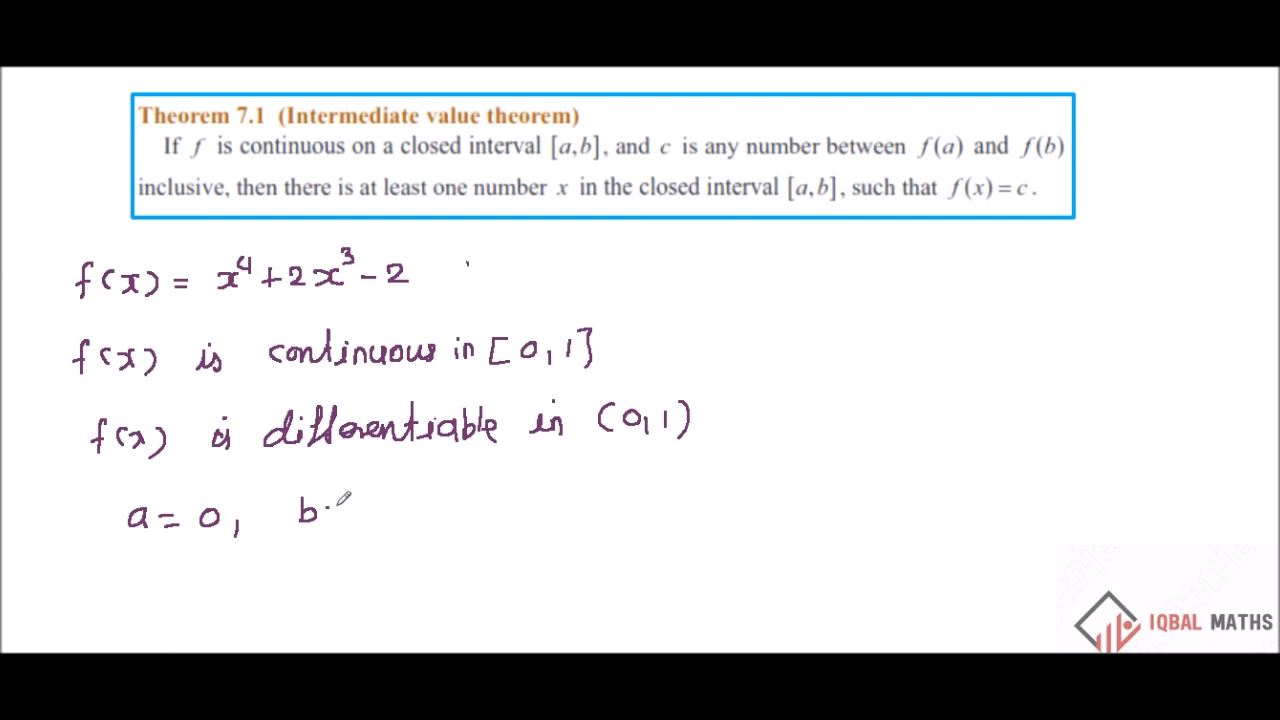 Theorem 7.1 (Intermediate value theorem)
If f is continuous on a closed interval [a,b], and c is any number between f(a) and f(b)
inclusive, then there is at least one number x in the closed interval [a,b], such that f(x)=c.
f(x) = x⁴+2x³-2
f(x) is continuous in [0,1]
f(x) is differentiable in (0,1)
a = 0, b
IQBAL MATHS